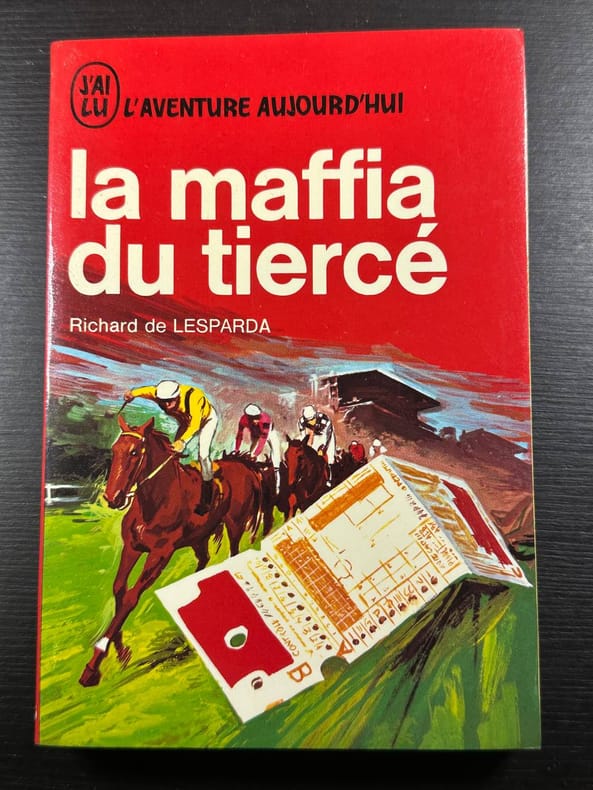 J'AI
LU
L'AVENTURE AUJOURD'HUI
la maffia
du tiercé
Richard de LESPARDA
B
A